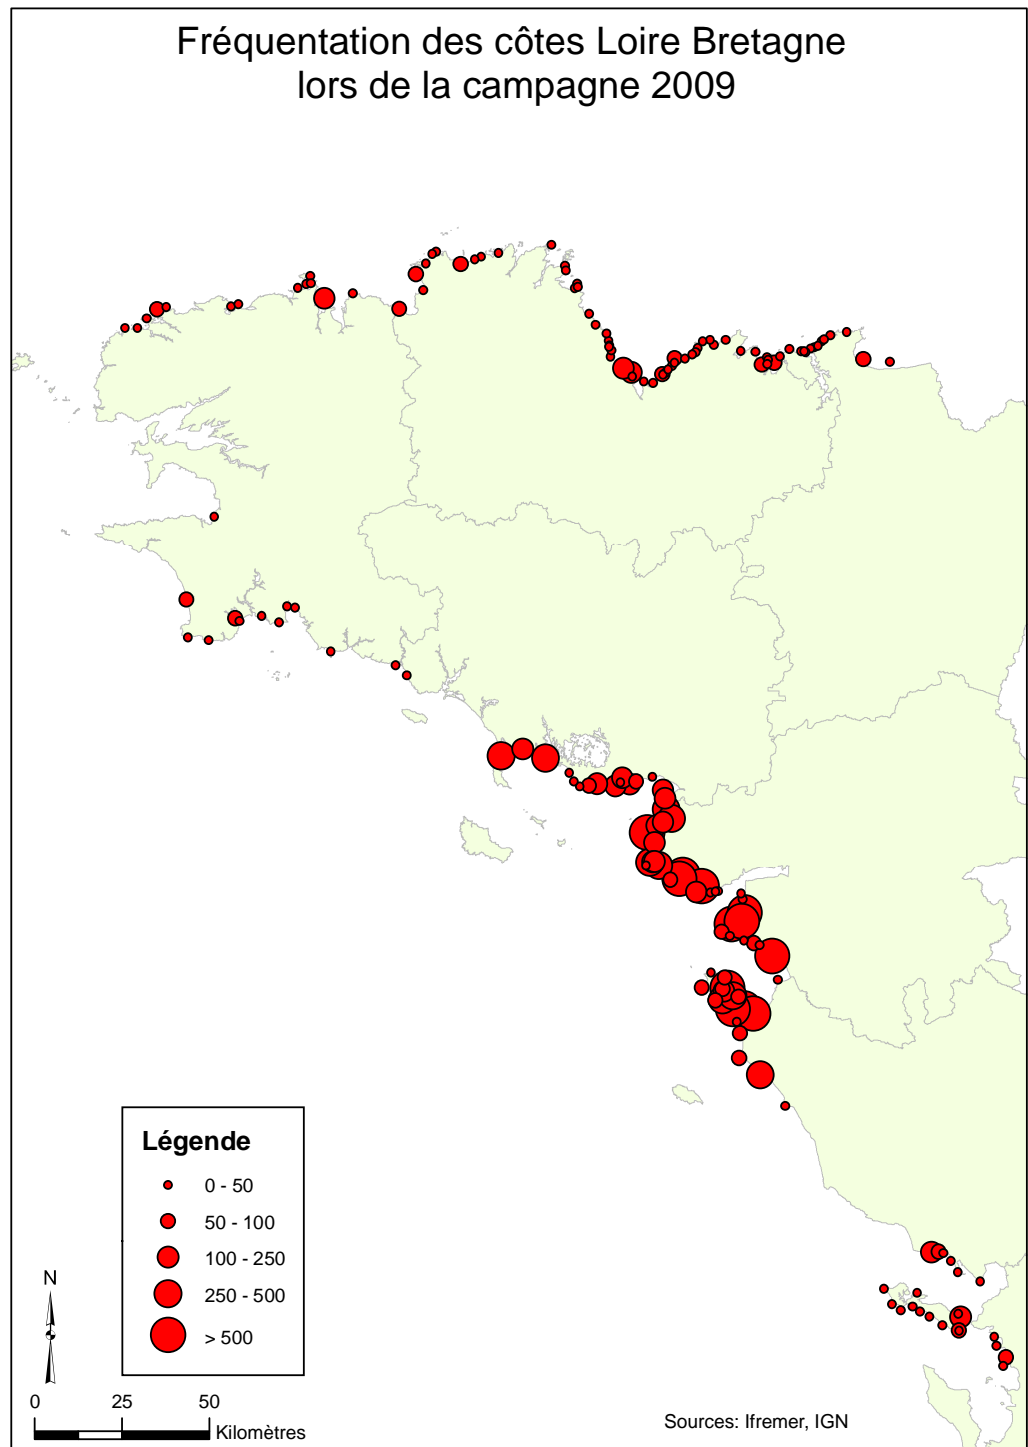 Fréquentation des côtes Loire Bretagne
lors de la campagne 2009
Légende
0 - 50
50 - 100
100 - 250
250 - 500
> 500
N
0 25 50
Kilomètres
Sources: Ifremer, IGN